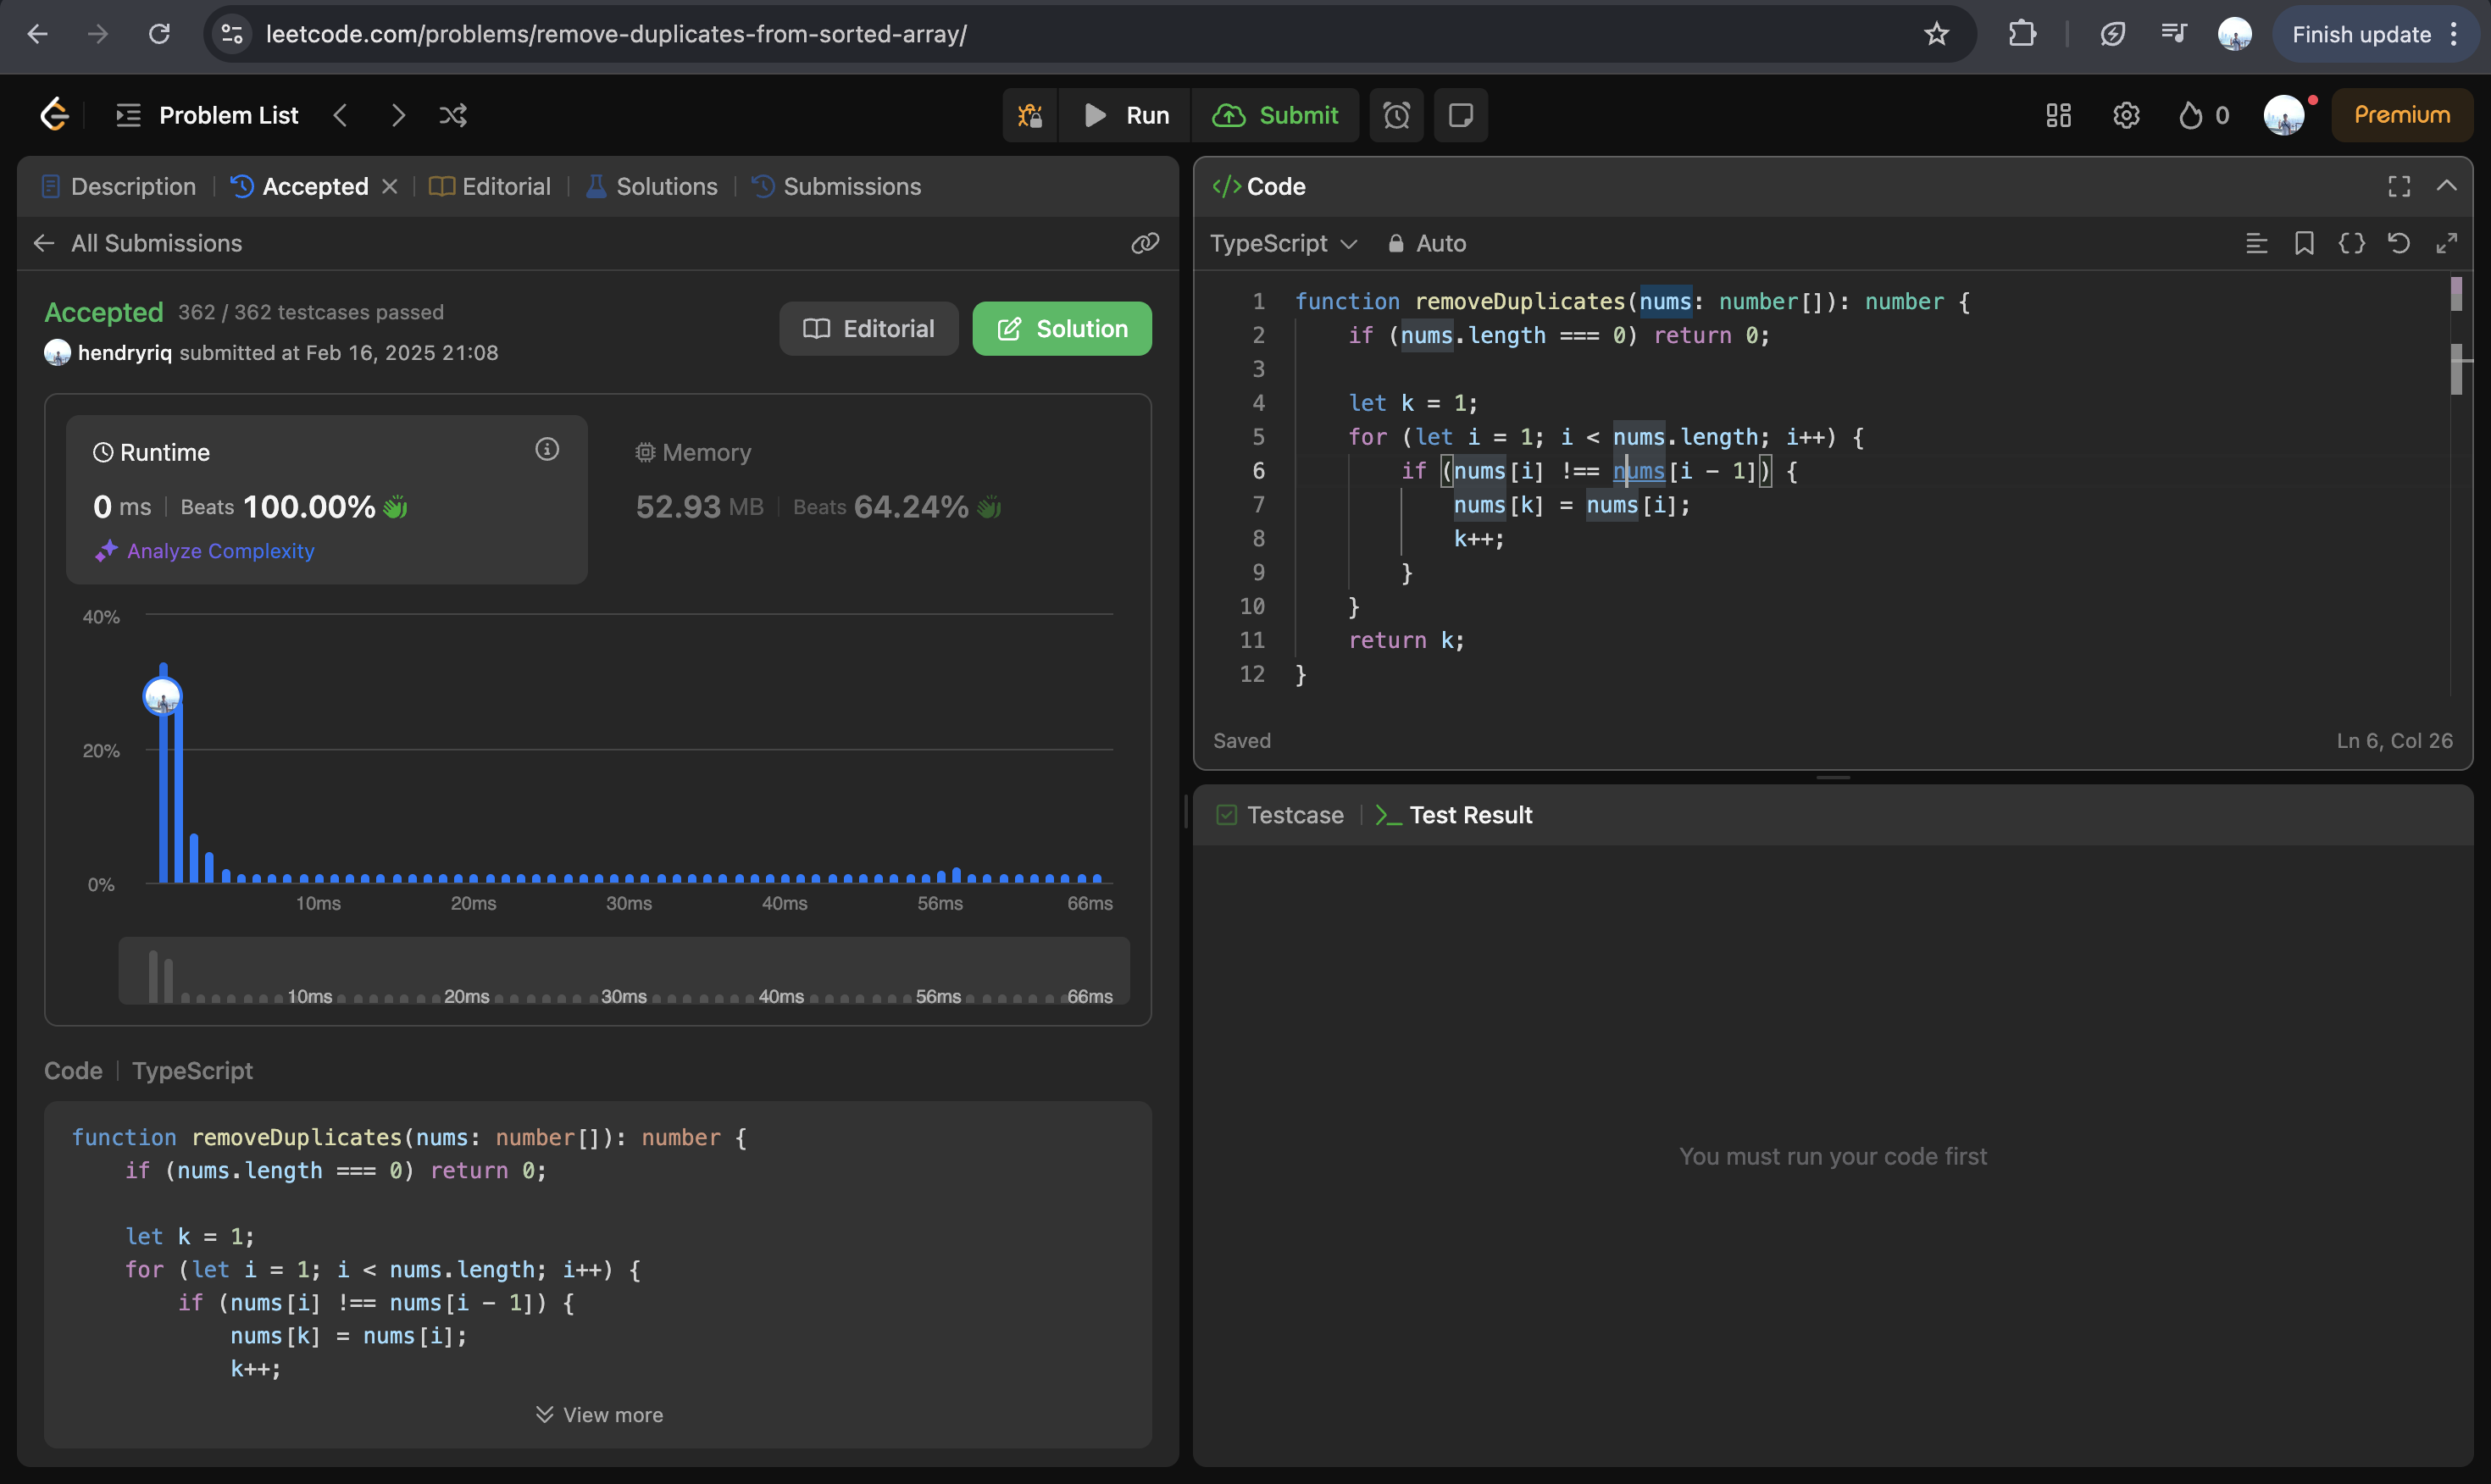 leetcode.com/problems/remove-duplicates-from-sorted-array/
Finish update
Problem List
Run
Submit
0
Premium
Description
Accepted
Editorial
Solutions
Submissions
All Submissions
Accepted 362 / 362 testcases passed
hendryriq submitted at Feb 16, 2025 21:08
Editorial
Solution
Runtime
0 ms Beats 100.00%
Analyze Complexity
Memory
52.93 MB Beats 64.24%
40%
20%
0%
10ms 20ms 30ms 40ms 56ms 66ms
10ms 20ms 30ms 40ms 56ms 66ms
Code TypeScript
function removeDuplicates(nums: number[]): number {
if (nums.length === 0) return 0;
let k = 1;
for (let i = 1; i < nums.length; i++) {
if (nums[i] !== nums[i - 1]) {
nums[k] = nums[i];
k++;
View more
</> Code
TypeScript Auto
1 function removeDuplicates(nums: number[]): number {
2 if (nums.length === 0) return 0;
3
4 let k = 1;
5 for (let i = 1; i < nums.length; i++) {
6 if (nums[i] !== nums[i - 1]) {
7 nums[k] = nums[i];
8 k++;
9 }
10 }
11 return k;
12 }
Saved
Ln 6, Col 26
Testcase
Test Result
You must run your code first